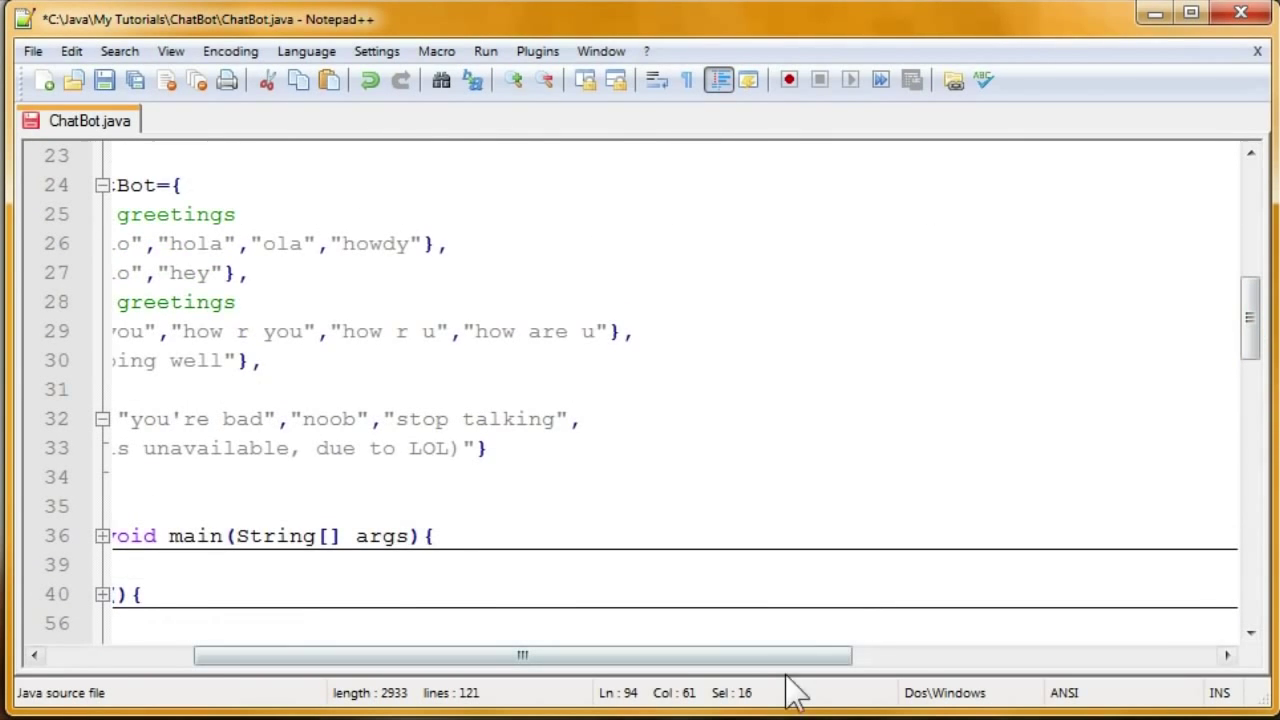 *C:\Java\My Tutorials\ChatBot\ChatBot.java - Notepad++
File Edit Search View Encoding Language Settings Macro Run Plugins Window ? X
ABC
ChatBot.java
23
24 Bot={
25 greetings
26 o","hola","ola","howdy"},
27 o","hey"},
28 greetings
29 you","how r you","how r u","how are u"},
30 oing well"},
31
32 "you're bad","noob","stop talking",
33 s unavailable, due to LOL)"}
34
35
36 void main(String[] args){
39
40 (){
56
Java source file length : 2933 lines : 121 Ln : 94 Col : 61 Sel : 16 Dos\Windows ANSI INS